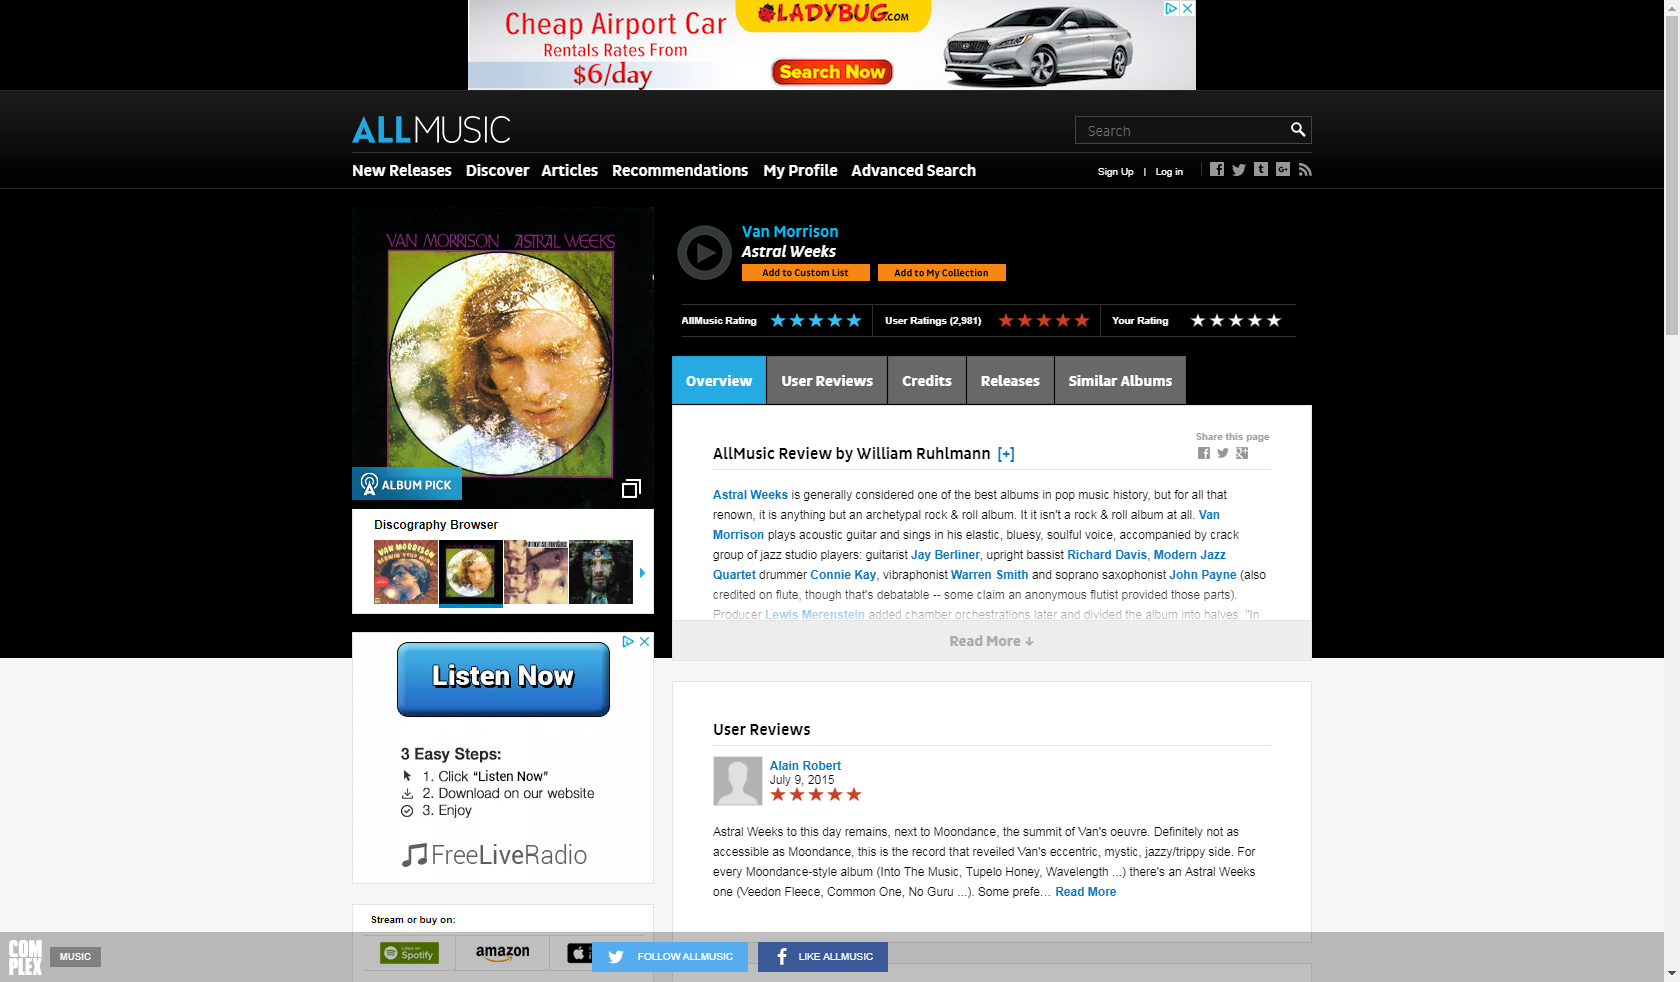 Cheap Airport Car
Rentals Rates From
$6/day
LADYBUG.COM
Search Now
ALLMUSIC
Search
New Releases Discover Articles Recommendations My Profile Advanced Search
Sign Up | Log in
VAN MORRISON ASTRAL WEEKS
ALBUM PICK
Van Morrison
Astral Weeks
Add to Custom List Add to My Collection
AllMusic Rating User Ratings (2,981) Your Rating
Overview User Reviews Credits Releases Similar Albums
Share this page
AllMusic Review by William Ruhlmann [+]
Astral Weeks is generally considered one of the best albums in pop music history, but for all that
renown, it is anything but an archetypal rock & roll album. It it isn't a rock & roll album at all. Van
Morrison plays acoustic guitar and sings in his elastic, bluesy, soulful voice, accompanied by crack
group of jazz studio players: guitarist Jay Berliner, upright bassist Richard Davis, Modern Jazz
Quartet drummer Connie Kay, vibraphonist Warren Smith and soprano saxophonist John Payne (also
credited on flute, though that's debatable -- some claim an anonymous flutist provided those parts).
Producer Lewis Merenstein added chamber orchestrations later and divided the album into halves: "In
Read More ↓
Discography Browser
VAN MORRISON
Listen Now
3 Easy Steps:
1. Click "Listen Now"
2. Download on our website
3. Enjoy
FreeLiveRadio
User Reviews
Alain Robert
July 9, 2015
Astral Weeks to this day remains, next to Moondance, the summit of Van's oeuvre. Definitely not as
accessible as Moondance, this is the record that reveiled Van's eccentric, mystic, jazzy/trippy side. For
every Moondance-style album (Into The Music, Tupelo Honey, Wavelength ...) there's an Astral Weeks
one (Veedon Fleece, Common One, No Guru ...). Some prefe... Read More
Stream or buy on:
Listen on
Spotify
amazon
COMPLEX
MUSIC
FOLLOW ALLMUSIC
LIKE ALLMUSIC